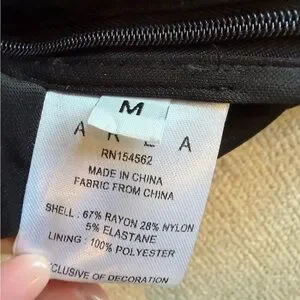 M
A R E A
RN154562
MADE IN CHINA
FABRIC FROM CHINA
SHELL : 67% RAYON 28% NYLON
5% ELASTANE
LINING : 100% POLYESTER
EXCLUSIVE OF DECORATION